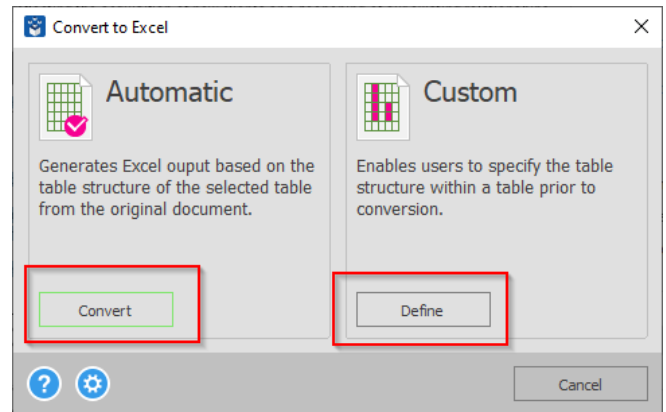 Convert to Excel
Automatic
Generates Excel ouput based on the
table structure of the selected table
from the original document.
Convert
Custom
Enables users to specify the table
structure within a table prior to
conversion.
Define
?
Cancel